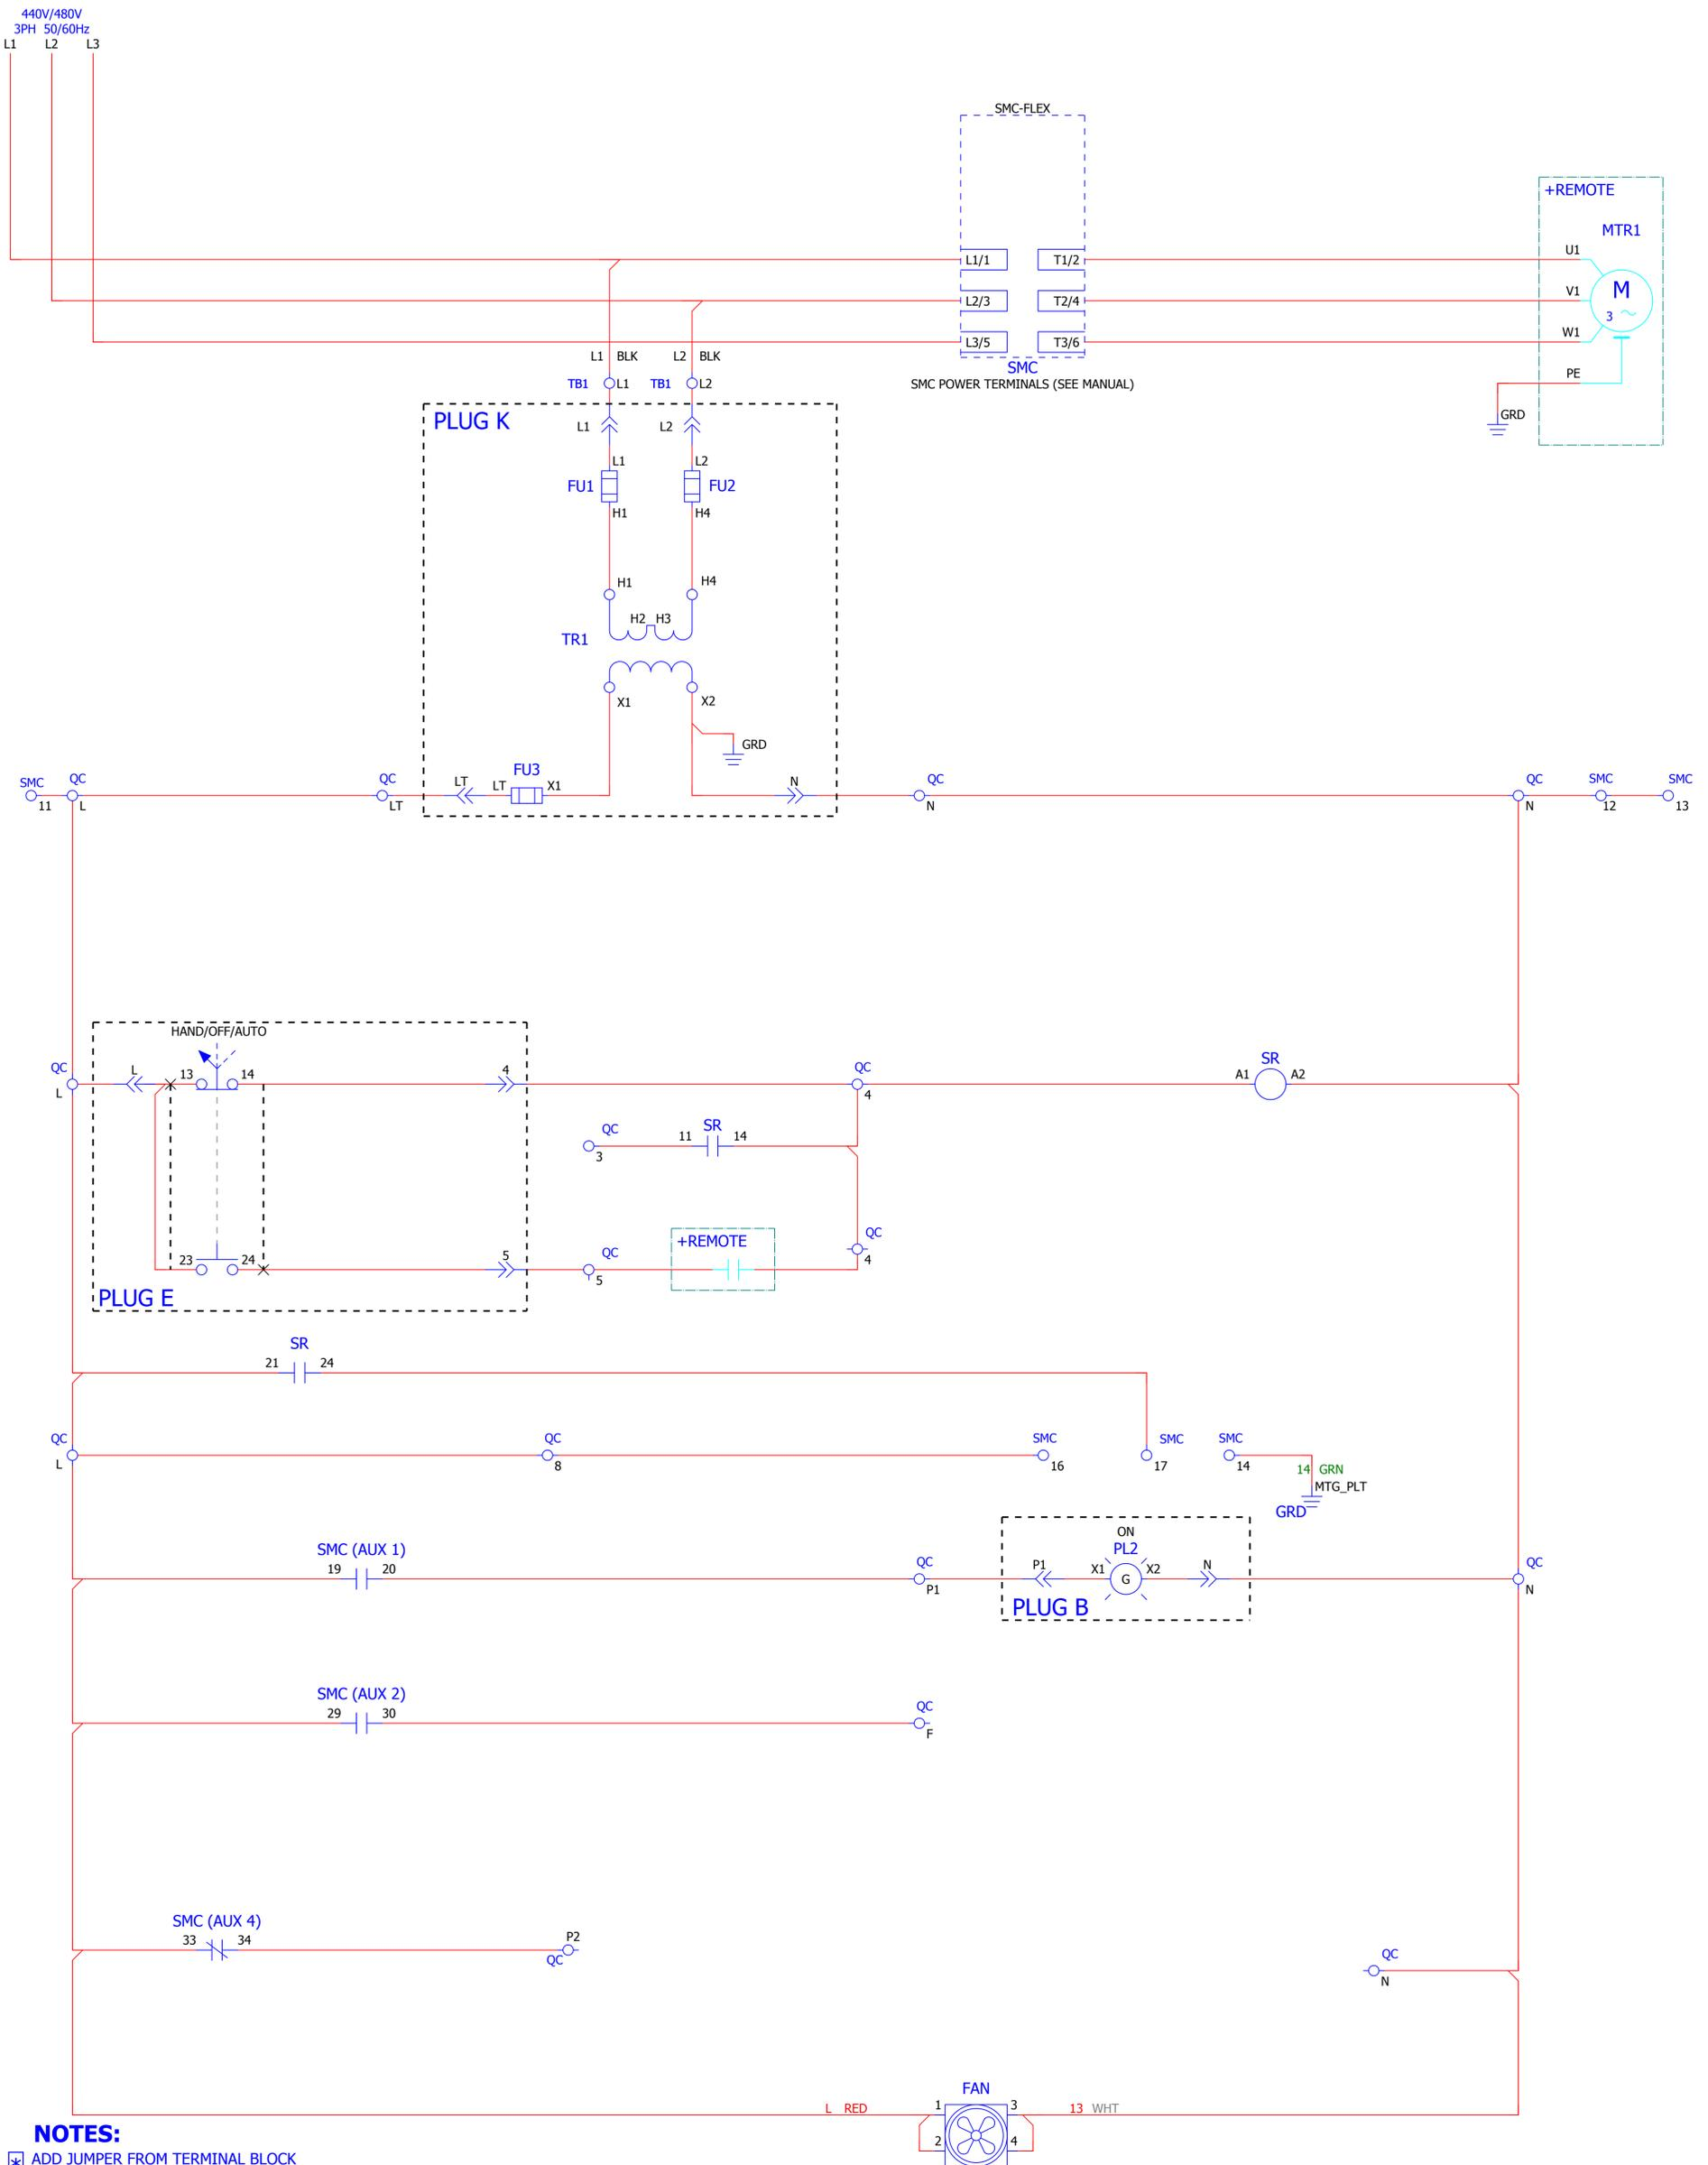 440V/480V
3PH 50/60Hz
L1 L2 L3
SMC-FLEX
+REMOTE
MTR1
L1/1 T1/2 U1
M
3
L2/3 T2/4 V1
L3/5 T3/6 W1
SMC
SMC POWER TERMINALS (SEE MANUAL)
PE
GRD
L1 BLK L2 BLK
TB1 L1 TB1 L2
PLUG K
L1 L2
L1 L2
FU1 FU2
H1 H4
H1 H4
H2 H3
TR1
X1 X2
GRD
FU3
SMC QC QC LT LT X1 N QC QC SMC SMC
11 L LT N N 12 13
HAND/OFF/AUTO
QC L 13 14 4 QC SR
L 4 A1 A2
QC 11 SR 14
3
+REMOTE
QC
23 24 5 QC 4
5
PLUG E
SR
21 24
QC QC SMC SMC SMC
L 8 16 17 14
14 GRN
MTG_PLT
GRD
ON
SMC (AUX 1) PL2
19 20 QC P1 X1 G X2 N QC
P1 N
PLUG B
SMC (AUX 2)
29 30 QC
F
SMC (AUX 4)
33 34 P2
QC
QC
N
FAN
L RED 1 3 13 WHT
2 4
NOTES:
* ADD JUMPER FROM TERMINAL BLOCK